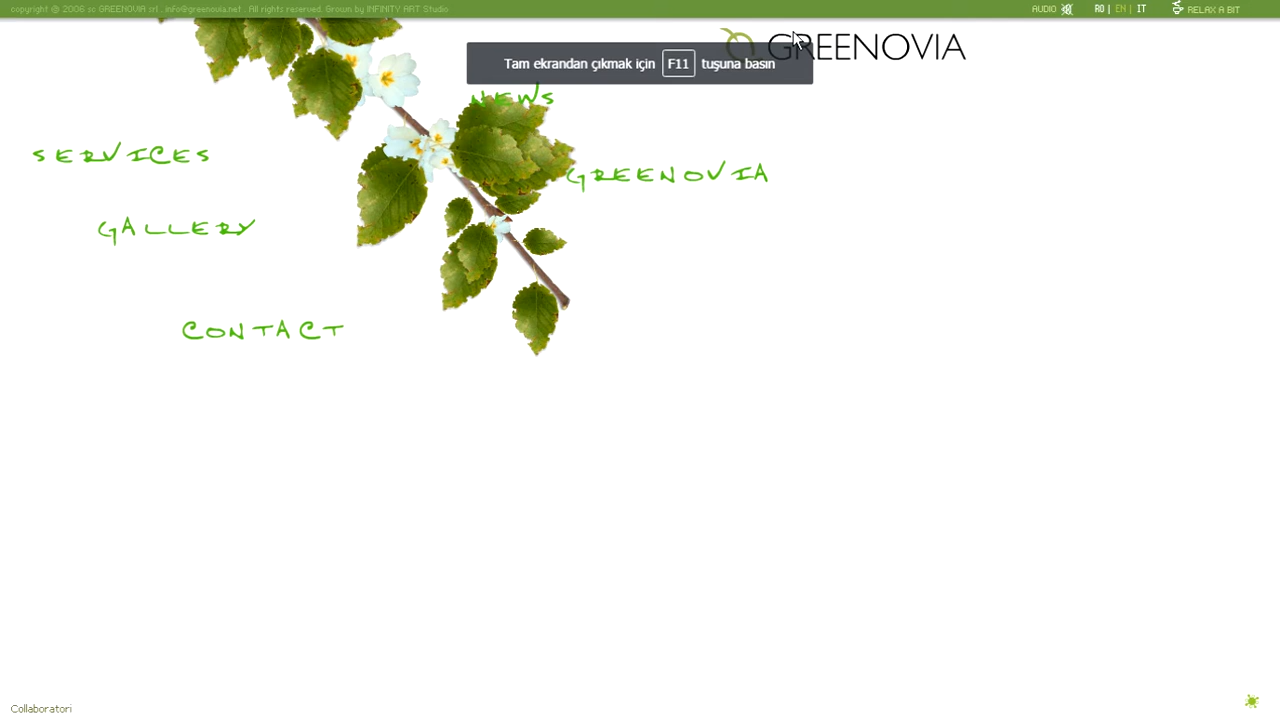 copyright @ 2006 sc GREENOVIA srl...info@greenovia.net . All rights reserved. Grown by INFINITY ART Studio
AUDIO RO | EN | IT RELAX A BIT
GREENOVIA
Tam ekrandan çıkmak için F11 tuşuna basın
NEWS
SERVICES
GREENOVIA
GALLERY
CONTACT
Collaboratori